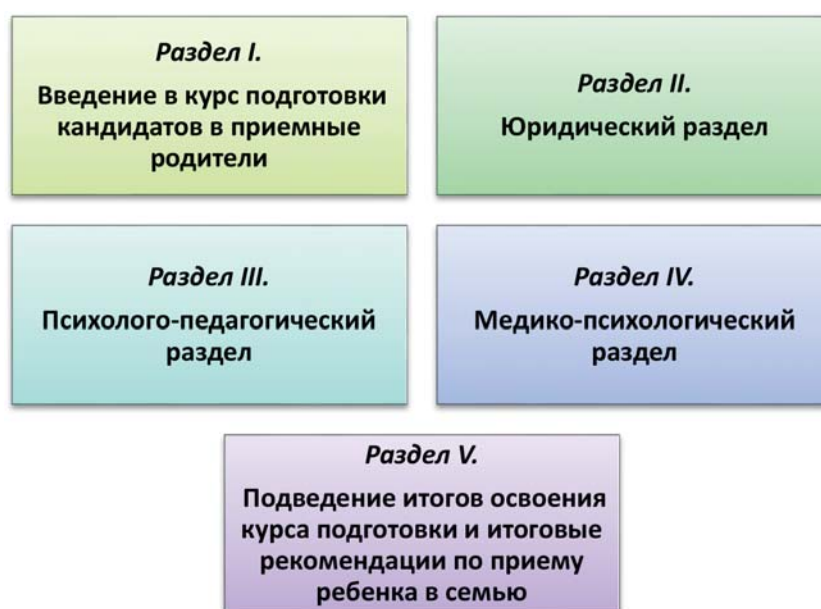 Раздел I.
Введение в курс подготовки
кандидатов в приемные
родители
Раздел II.
Юридический раздел
Раздел III.
Психолого-педагогический
раздел
Раздел IV.
Медико-психологический
раздел
Раздел V.
Подведение итогов освоения
курса подготовки и итоговые
рекомендации по приему
ребенка в семью